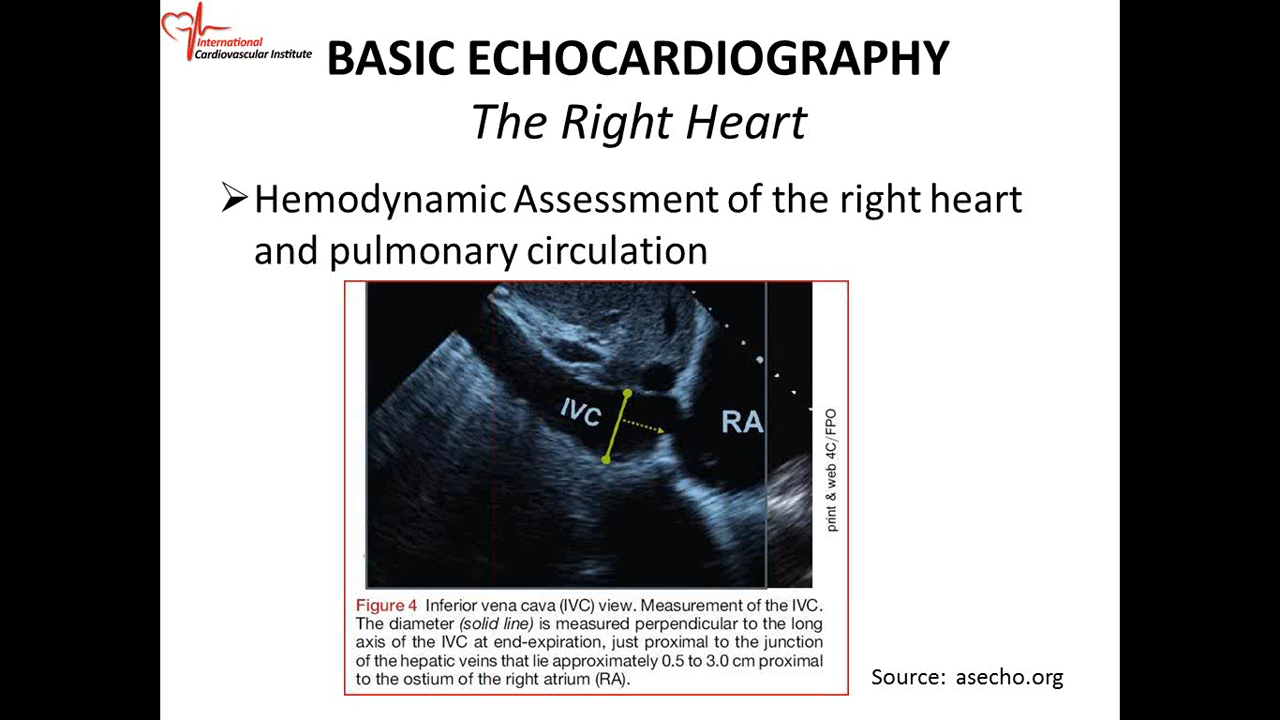 International
Cardiovascular Institute
BASIC ECHOCARDIOGRAPHY
The Right Heart
Hemodynamic Assessment of the right heart
and pulmonary circulation
IVC
RA
print & web 4C/FPO
Figure 4 Inferior vena cava (IVC) view. Measurement of the IVC.
The diameter (solid line) is measured perpendicular to the long
axis of the IVC at end-expiration, just proximal to the junction
of the hepatic veins that lie approximately 0.5 to 3.0 cm proximal
to the ostium of the right atrium (RA).
Source: asecho.org